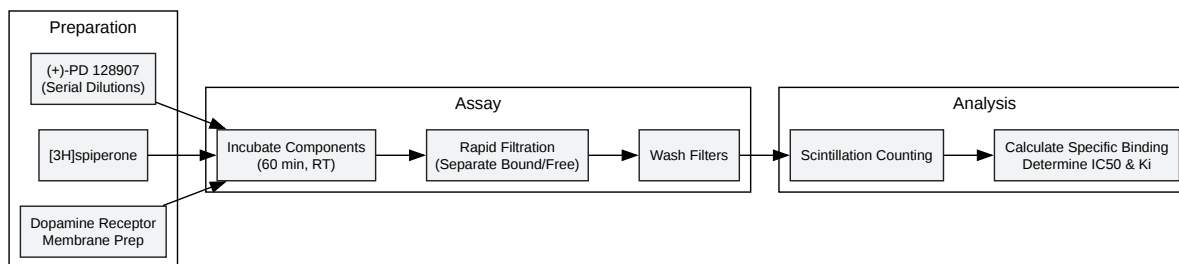 Preparation
(+)-PD 128907
(Serial Dilutions)
[3H]spiperone
Dopamine Receptor
Membrane Prep
Assay
Incubate Components
(60 min, RT)
Rapid Filtration
(Separate Bound/Free)
Wash Filters
Analysis
Scintillation Counting
Calculate Specific Binding
Determine IC50 & Ki